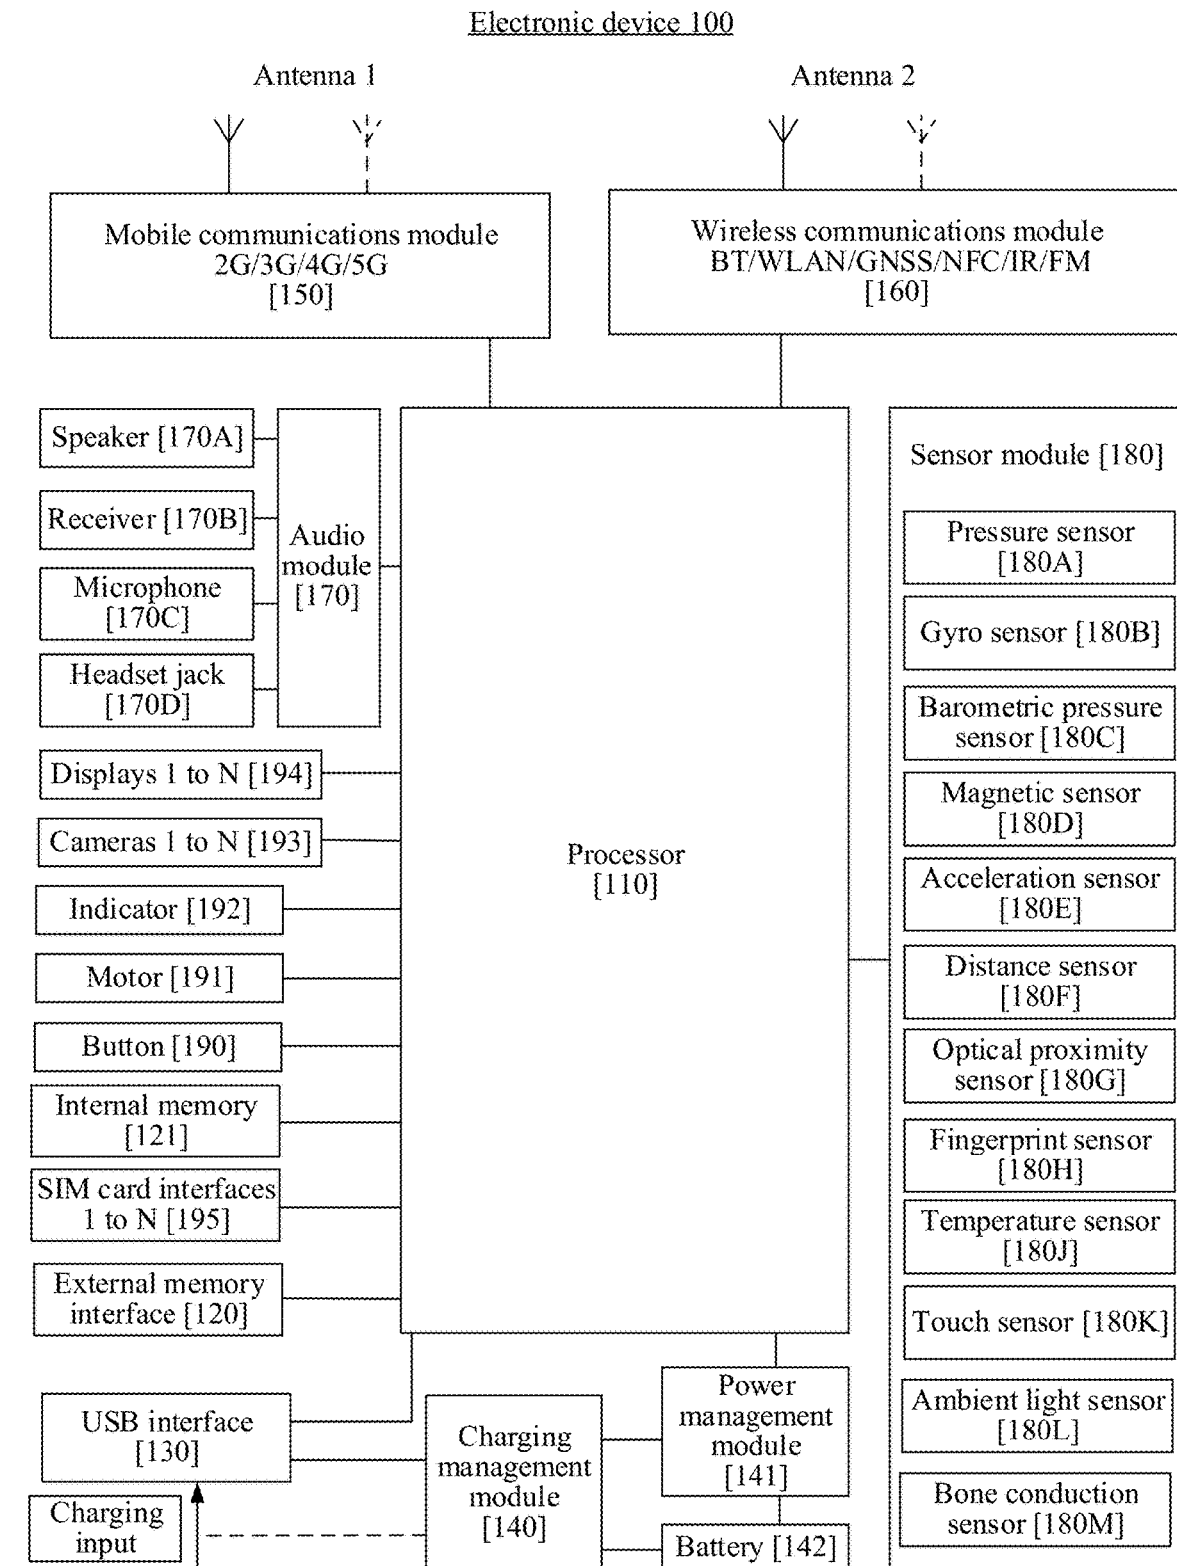 Electronic device 100
Antenna 1
Antenna 2
Mobile communications module
2G/3G/4G/5G
[150]
Wireless communications module
BT/WLAN/GNSS/NFC/IR/FM
[160]
Speaker [170A]
Receiver [170B]
Microphone
[170C]
Headset jack
[170D]
Audio
module
[170]
Displays 1 to N [194]
Cameras 1 to N [193]
Indicator [192]
Motor [191]
Button [190]
Internal memory
[121]
SIM card interfaces
1 to N [195]
External memory
interface [120]
Processor
[110]
Sensor module [180]
Pressure sensor
[180A]
Gyro sensor [180B]
Barometric pressure
sensor [180C]
Magnetic sensor
[180D]
Acceleration sensor
[180E]
Distance sensor
[180F]
Optical proximity
sensor [180G]
Fingerprint sensor
[180H]
Temperature sensor
[180J]
Touch sensor [180K]
Ambient light sensor
[180L]
Bone conduction
sensor [180M]
USB interface
[130]
Charging
input
Charging
management
module
[140]
Power
management
module
[141]
Battery [142]